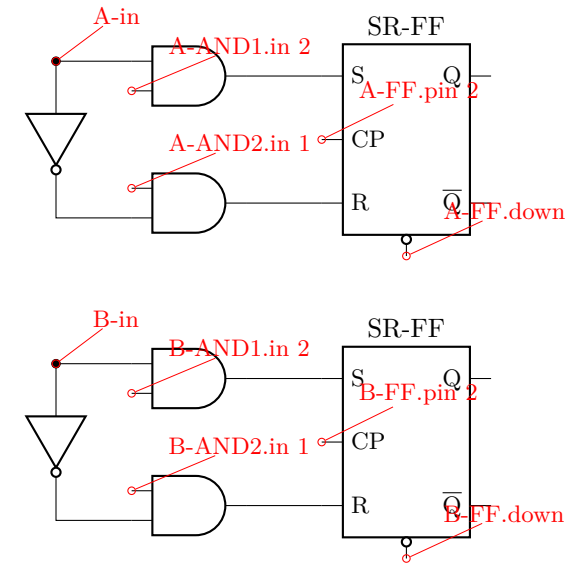 A-in
SR-FF
A-AND1.in 2
S
Q
A-FF.pin 2
CP
A-AND2.in 1
R
Q̅
A-FF.down
B-in
SR-FF
B-AND1.in 2
S
Q
B-FF.pin 2
CP
B-AND2.in 1
R
Q̅
B-FF.down